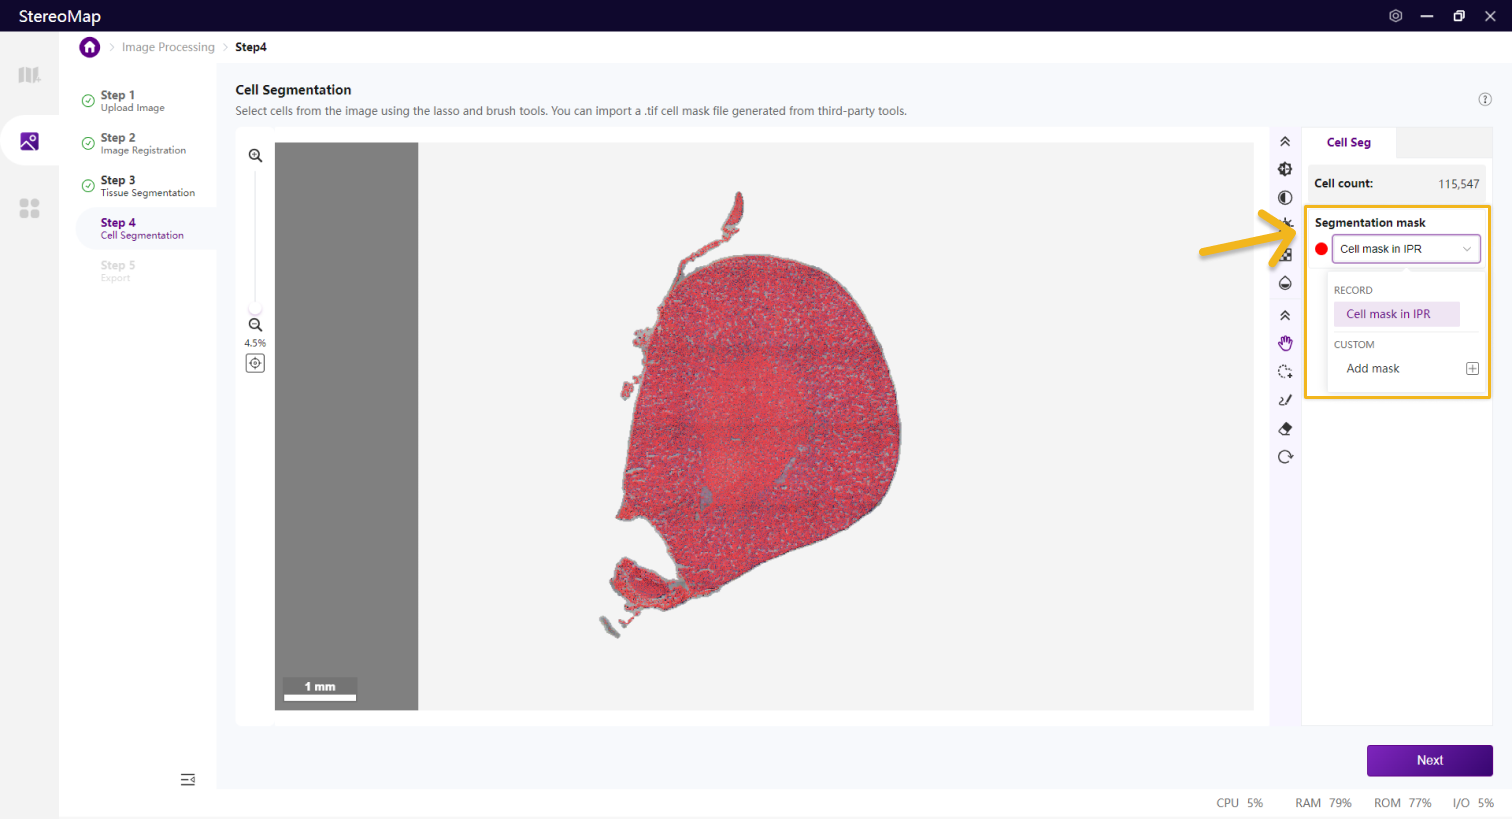 StereoMap
Image Processing
Step4
Step 1
Upload Image
Step 2
Image Registration
Step 3
Tissue Segmentation
Step 4
Cell Segmentation
Step 5
Export
Cell Segmentation
Select cells from the image using the lasso and brush tools. You can import a .tif cell mask file generated from third-party tools.
4.5%
1 mm
Cell Seg
Cell count: 115,547
Segmentation mask
Cell mask in IPR
RECORD
Cell mask in IPR
CUSTOM
Add mask
Next
CPU 5% RAM 79% ROM 77% I/O 5%